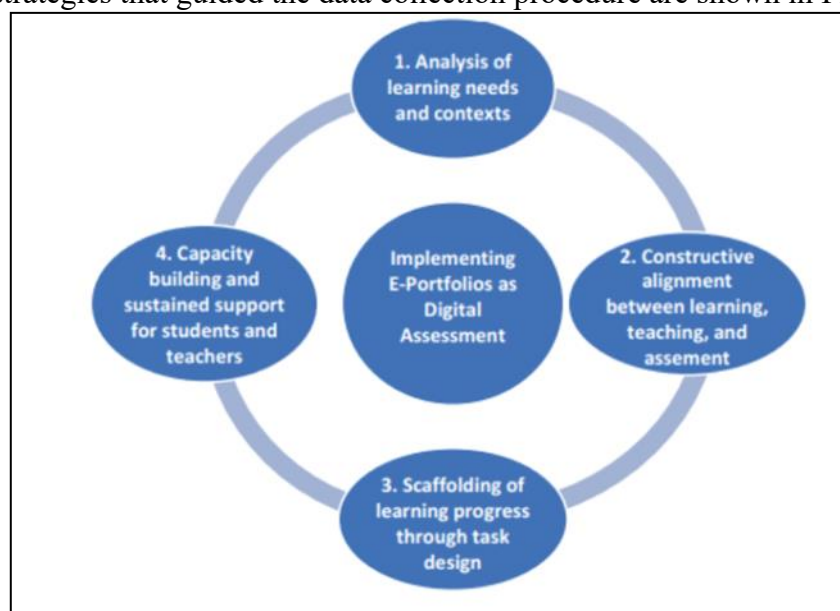 strategies that guided the data collection procedure are shown in
1. Analysis of
learning needs
and contexts
4. Capacity
building and
sustained support
for students and
teachers
Implementing
E-Portfolios as
Digital
Assessment
2. Constructive
alignment
between learning,
teaching, and
assement
3. Scaffolding of
learning progress
through task
design